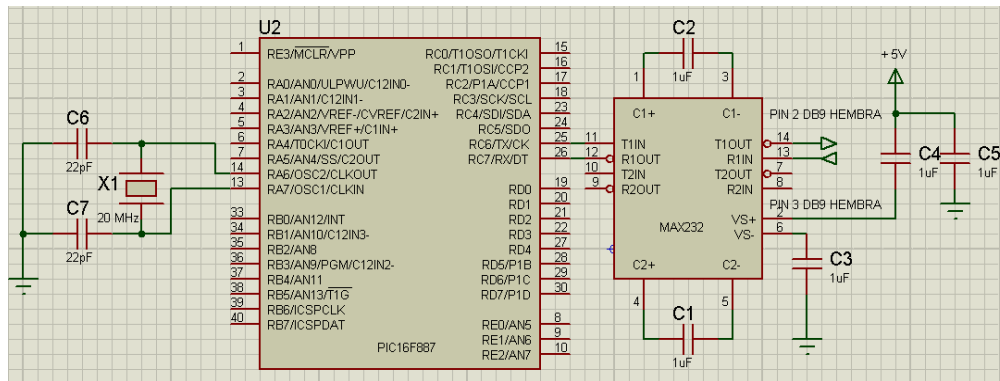 U2
1
RE3/MCLR/VPP
2
RA0/AN0/ULPWU/C12IN0-
3
RA1/AN1/C12IN1-
4
RA2/AN2/VREF-/CVREF/C2IN+
5
RA3/AN3/VREF+/C1IN+
6
RA4/T0CKI/C1OUT
7
RA5/AN4/SS/C2OUT
14
RA6/OSC2/CLKOUT
13
RA7/OSC1/CLKIN
33
RB0/AN12/INT
34
RB1/AN10/C12IN3-
35
RB2/AN8
36
RB3/AN9/PGM/C12IN2-
37
RB4/AN11
38
RB5/AN13/T1G
39
RB6/ICSPCLK
40
RB7/ICSPDAT
RC0/T1OSO/T1CKI
15
RC1/T1OSI/CCP2
16
RC2/P1A/CCP1
17
RC3/SCK/SCL
18
RC4/SDI/SDA
23
RC5/SDO
24
RC6/TX/CK
25
RC7/RX/DT
26
RD0
19
RD1
20
RD2
21
RD3
22
RD4
27
RD5/P1B
28
RD6/P1C
29
RD7/P1D
30
RE0/AN5
8
RE1/AN6
9
RE2/AN7
10
PIC16F887
C6
22pF
X1
20 MHz
C7
22pF
C2
1uF
1
3
C1+
C1-
11
T1IN
12
R1OUT
10
T2IN
9
R2OUT
T1OUT
14
R1IN
13
T2OUT
7
R2IN
8
VS+
2
VS-
6
MAX232
C2+
C2-
4
5
C1
1uF
PIN 2 DB9 HEMBRA
PIN 3 DB9 HEMBRA
+5V
C4
1uF
C5
1uF
C3
1uF